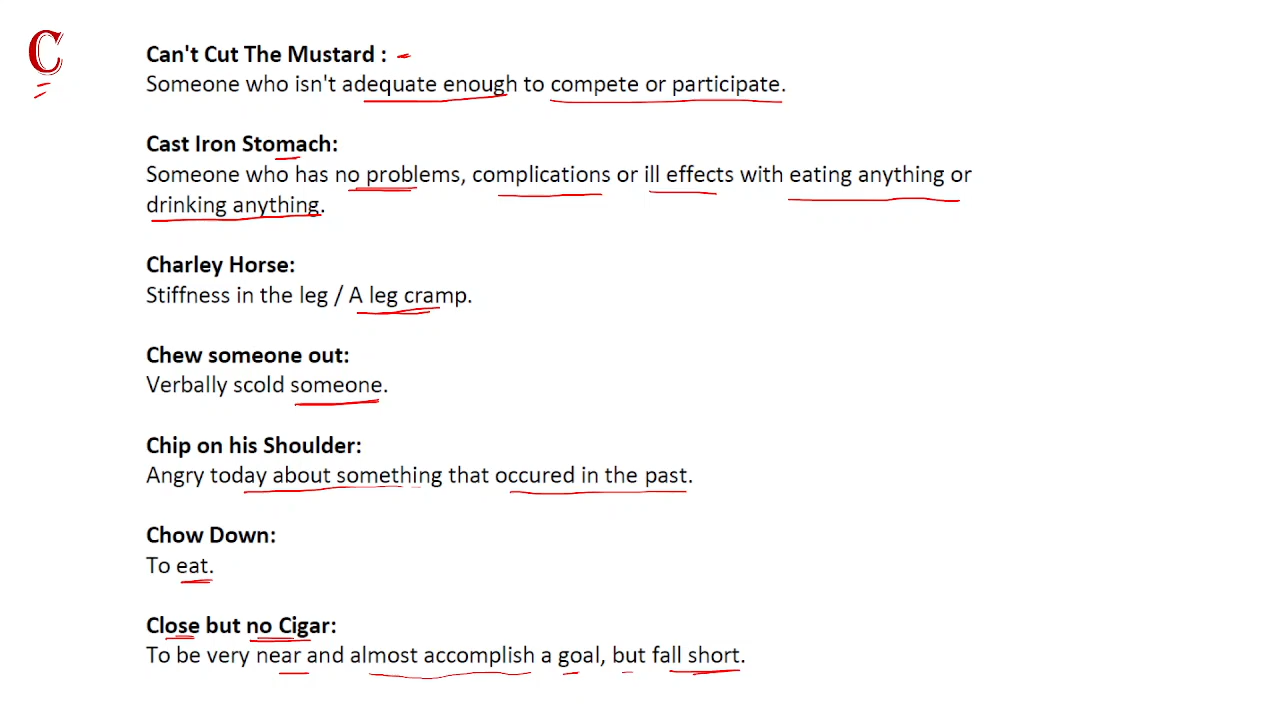 C
Can't Cut The Mustard :
Someone who isn't adequate enough to compete or participate.
Cast Iron Stomach:
Someone who has no problems, complications or ill effects with eating anything or
drinking anything.
Charley Horse:
Stiffness in the leg / A leg cramp.
Chew someone out:
Verbally scold someone.
Chip on his Shoulder:
Angry today about something that occured in the past.
Chow Down:
To eat.
Close but no Cigar:
To be very near and almost accomplish a goal, but fall short.